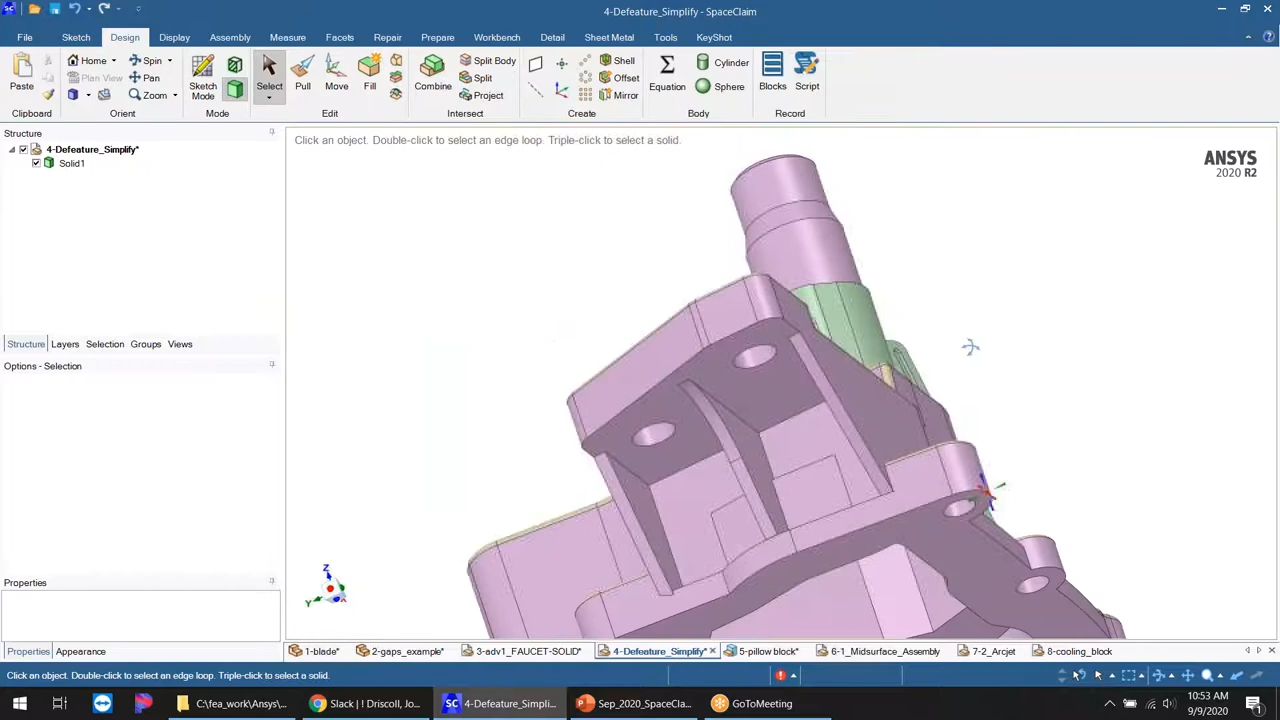 4-Defeature_Simplify - SpaceClaim
File Sketch Design Display Assembly Measure Facets Repair Prepare Workbench Detail Sheet Metal Tools KeyShot
Home Spin Split Body Shell Cylinder
Plan View Pan Split Offset Sphere
Zoom Project Mirror
Paste Sketch Mode Select Pull Move Fill Combine Equation Blocks Script
Clipboard Orient Mode Edit Intersect Create Body Record
Structure
4-Defeature_Simplify*
Solid1
Click an object. Double-click to select an edge loop. Triple-click to select a solid.
ANSYS
2020 R2
Structure Layers Selection Groups Views
Options - Selection
Properties
Z
Y
X
Properties Appearance
1-blade* 2-gaps_example* 3-adv1_FAUCET-SOLID* 4-Defeature_Simplify* 5-pillow block* 6-1_Midsurface_Assembly 7-2_Arcjet 8-cooling_block
Click an object. Double-click to select an edge loop. Triple-click to select a solid.
C:\fea_work\Ansys\... Slack | ! Driscoll, Jo... 4-Defeature_Simpli... Sep_2020_SpaceCla... GoToMeeting
10:53 AM
9/9/2020
1